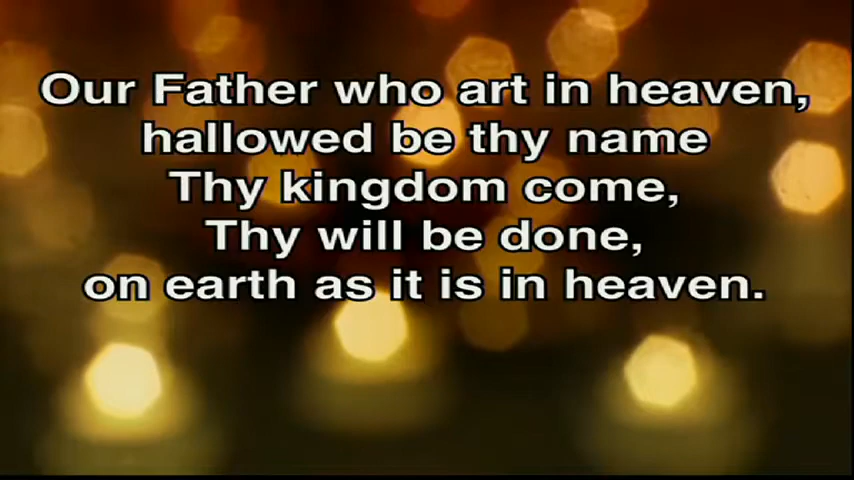 Our Father who art in heaven,
hallowed be thy name
Thy kingdom come,
Thy will be done,
on earth as it is in heaven.